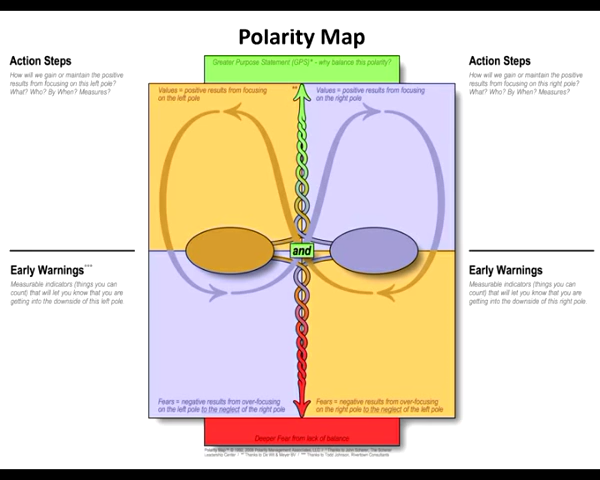 Polarity Map
Action Steps
How will we gain or maintain the positive
results from focusing on this left pole?
What? Who? By When? Measures?
Greater Purpose Statement (GPS)* - why balance this polarity?
Action Steps
How will we gain or maintain the positive
results from focusing on this right pole?
What? Who? By When? Measures?
Values = positive results from focusing
on the left pole
**
Values = positive results from focusing
on the right pole
and
Early Warnings***
Measurable indicators (things you can
count) that will let you know that you are
getting into the downside of this left pole.
Early Warnings
Measurable indicators (things you can
count) that will let you know that you are
getting into the downside of this right pole.
Fears = negative results from over-focusing
on the left pole to the neglect of the right pole
Fears = negative results from over-focusing
on the right pole to the neglect of the left pole
Deeper Fear from lack of balance